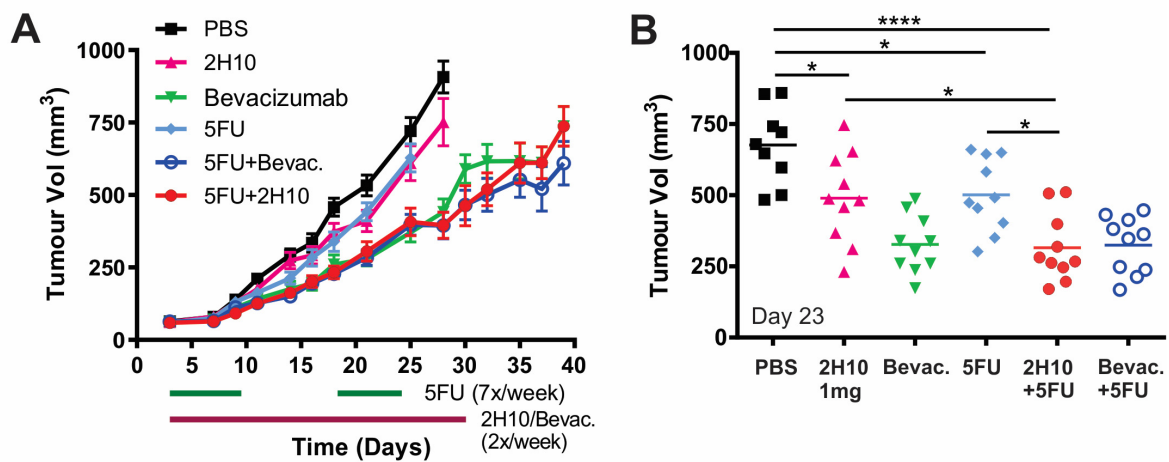 A
PBS
2H10
Bevacizumab
5FU
5FU+Bevac.
5FU+2H10
Tumour Vol (mm³)
1000
750
500
250
0
0 5 10 15 20 25 30 35 40
5FU (7x/week)
2H10/Bevac.
(2x/week)
Time (Days)
B
****
*
*
*
*
Tumour Vol (mm³)
1000
750
500
250
0
Day 23
PBS 2H10 Bevac. 5FU 2H10 Bevac.
1mg +5FU +5FU